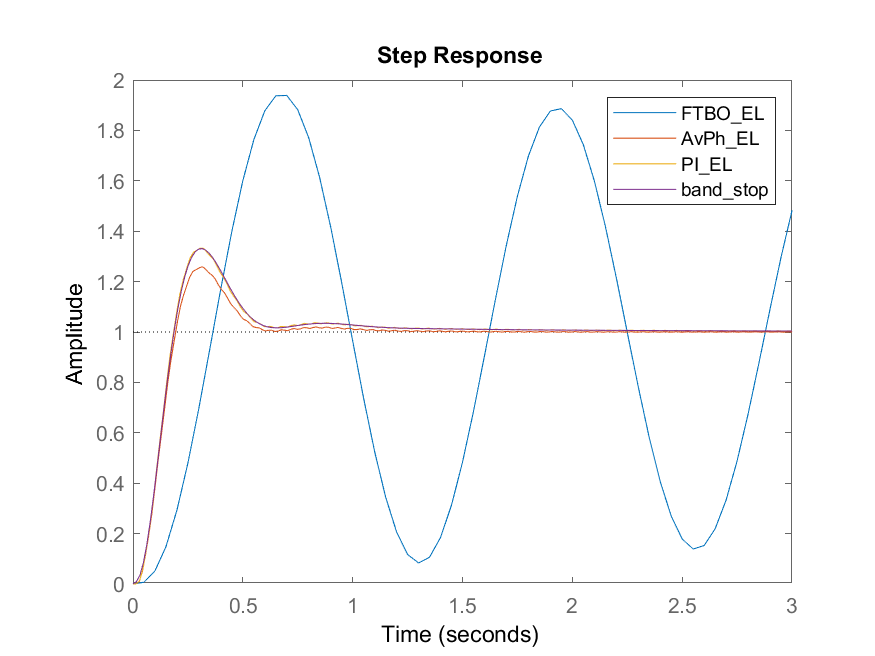 Step Response
2
1.8
1.6
1.4
1.2
1
0.8
0.6
0.4
0.2
0
Amplitude
FTBO_EL
AvPh_EL
PI_EL
band_stop
0 0.5 1 1.5 2 2.5 3
Time (seconds)